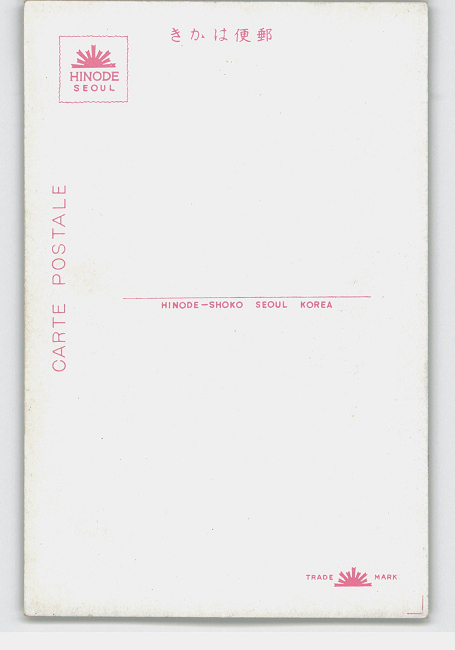 きかは便郵
HINODE
SEOUL
CARTE POSTALE
HINODE—SHOKO SEOUL KOREA
TRADE MARK